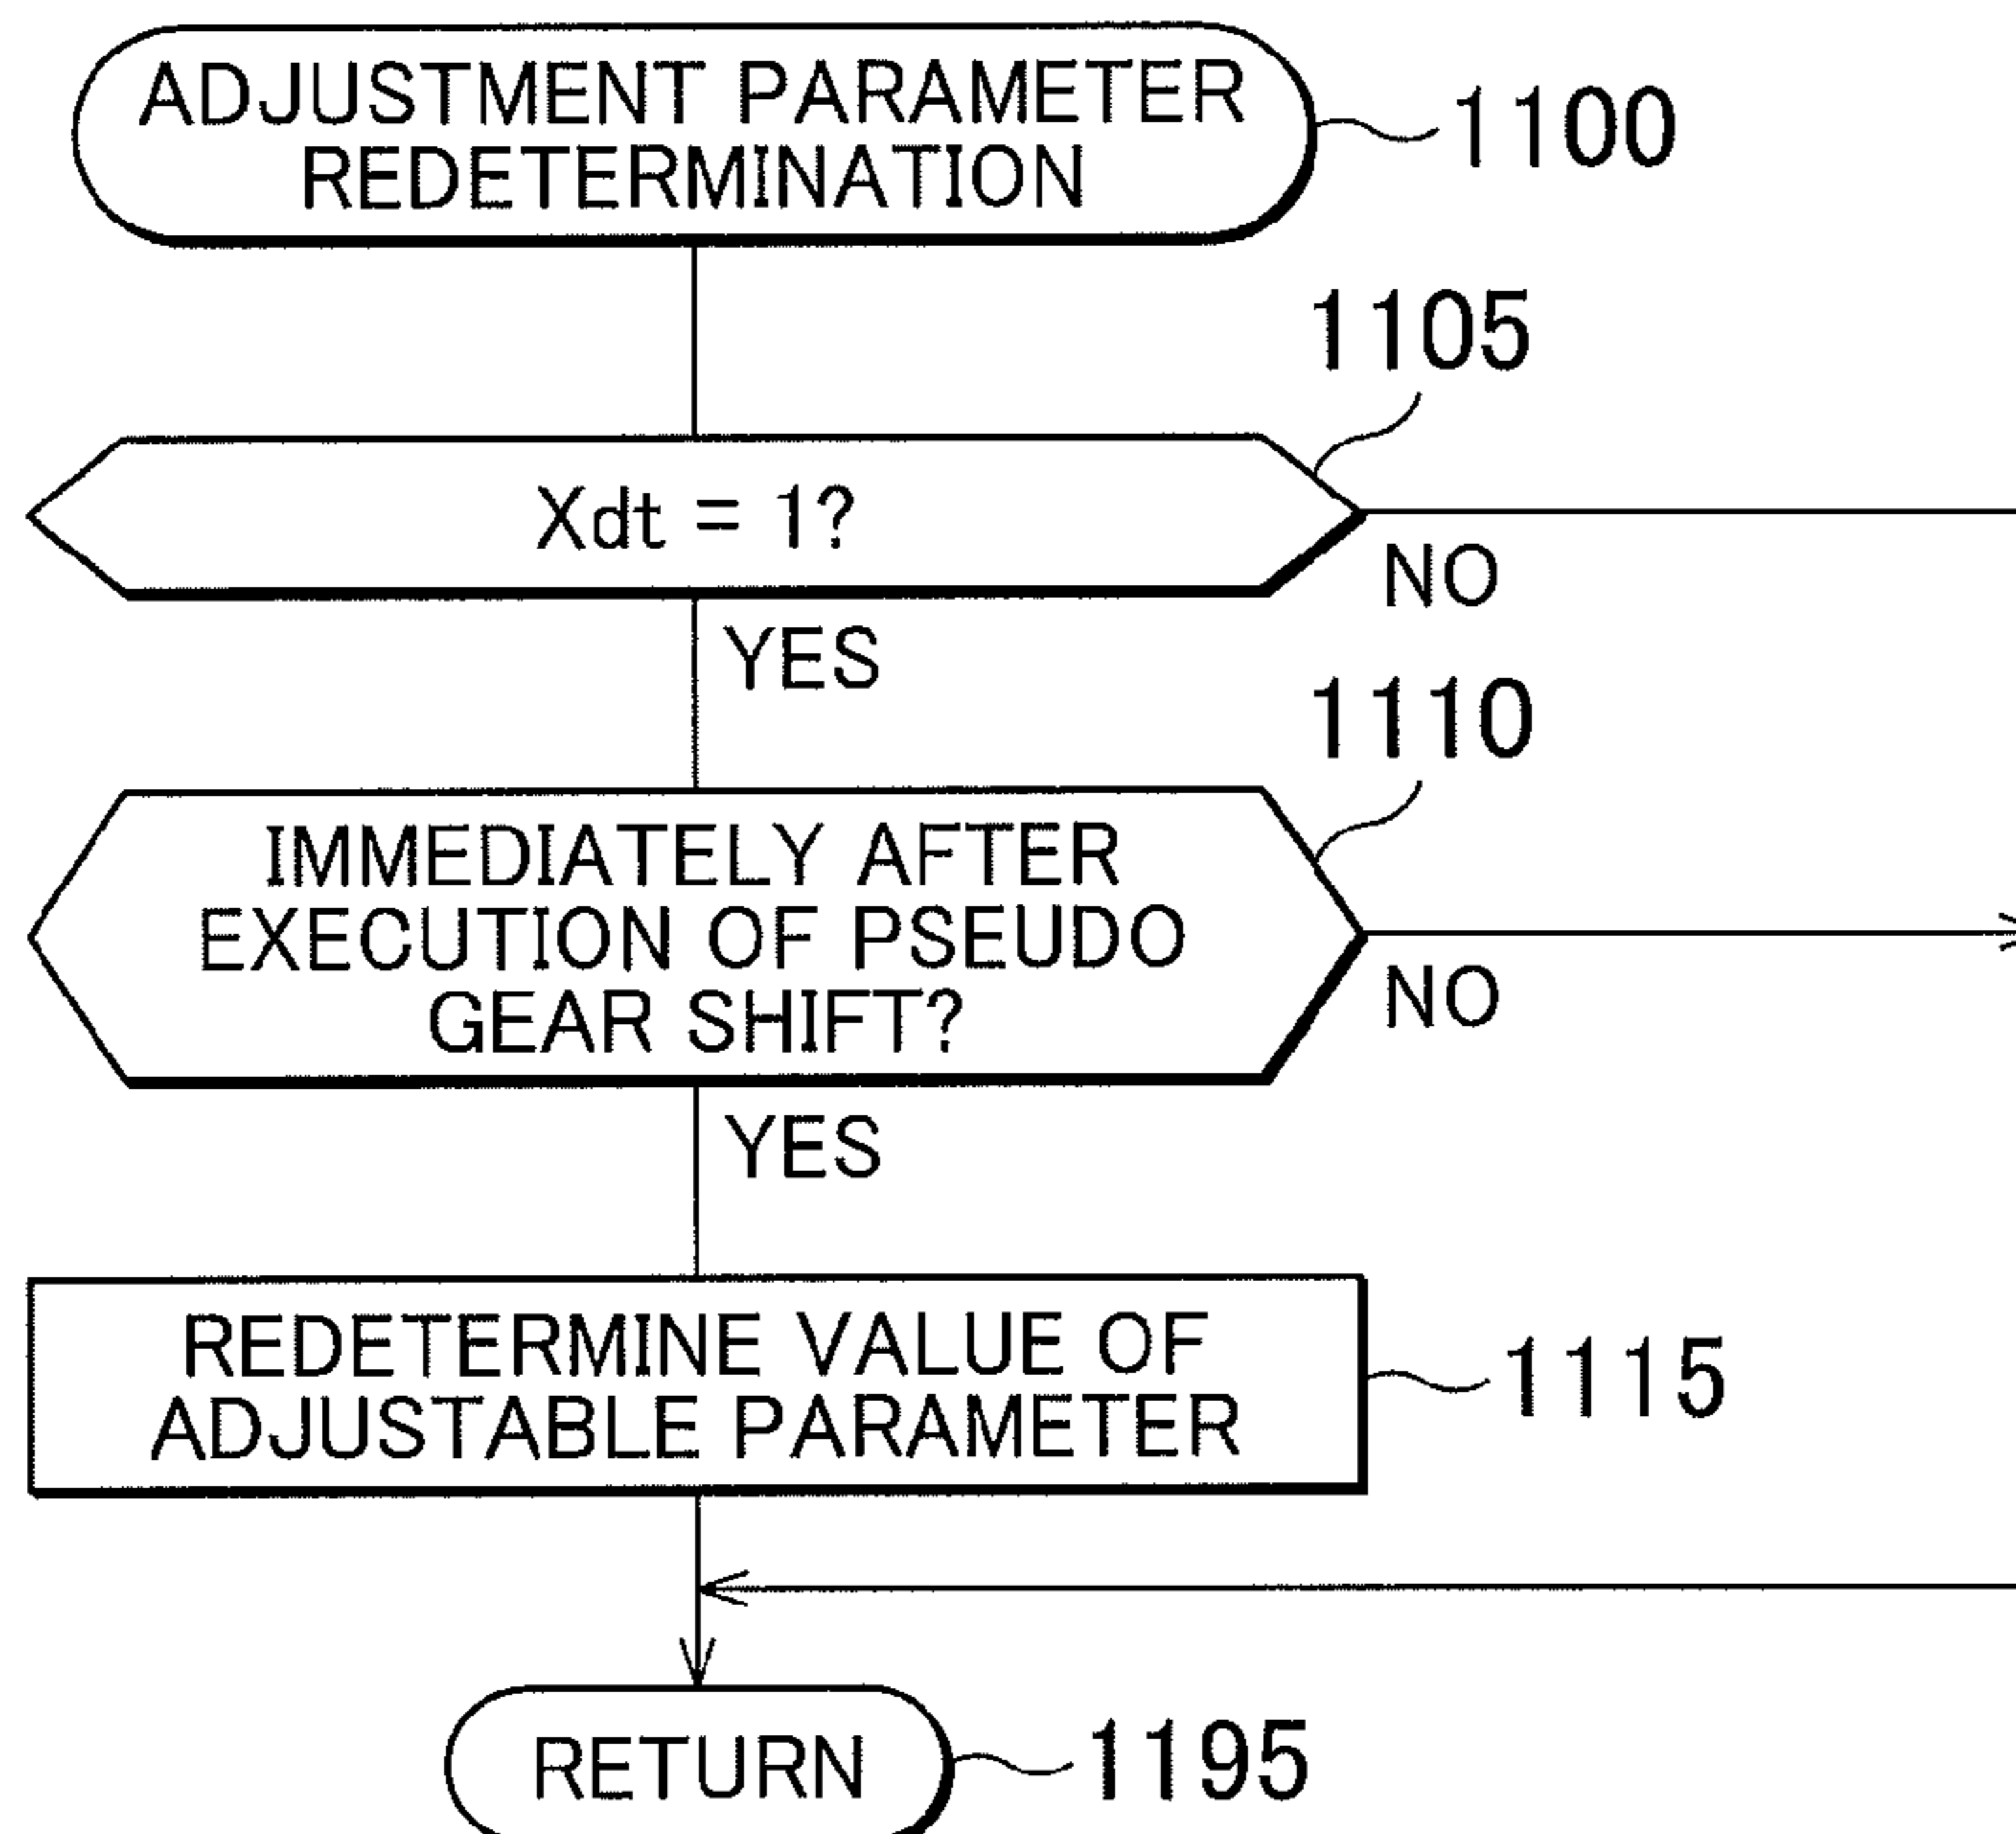 ADJUSTMENT PARAMETER
REDETERMINATION
1100
1105
Xdt = 1?
NO
YES
1110
IMMEDIATELY AFTER
EXECUTION OF PSEUDO
GEAR SHIFT?
NO
YES
REDETERMINE VALUE OF
ADJUSTABLE PARAMETER
1115
RETURN
1195